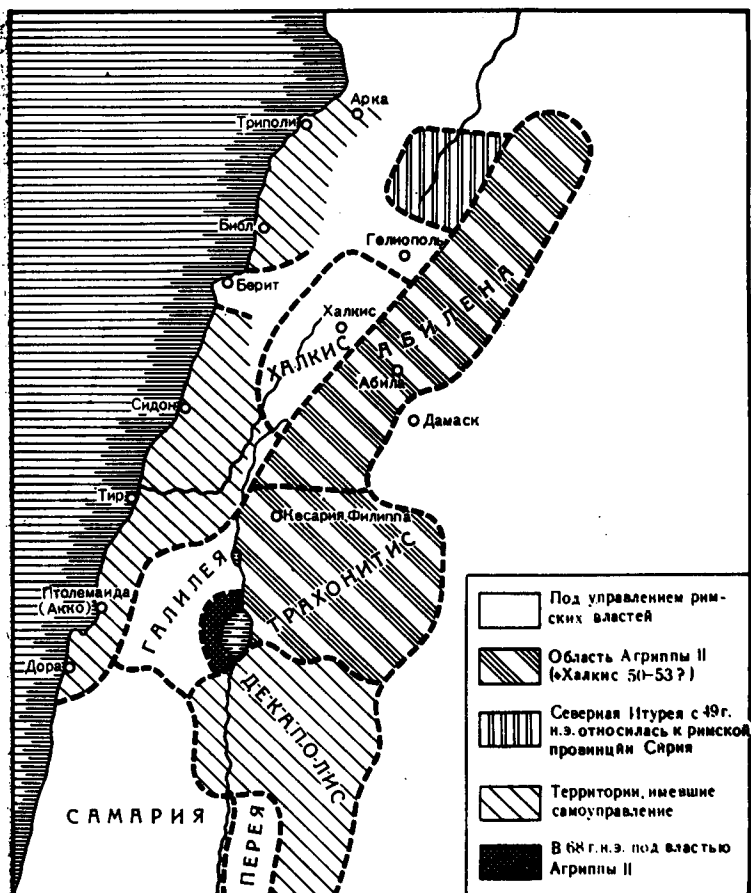 Арка
Триполи
Библ
Гелиополь
Берит
Халкис
ХАЛКИС
АБИЛЕНА
Абила
Сидон
Дамаск
Тир
Кесария Филиппа
ТРАХОНИТИС
ГАЛИЛЕЯ
Птолемаида
(Акко)
Дора
ДЕКАПОЛИС
САМАРИЯ
ПЕРЕЯ
Под управлением рим-
ских властей
Область Агриппы II
(+Халкис 50-53?)
Северная Итурея с 49 г.
н.э. относилась к римской
провинции Сирия
Территории, имевшие
самоуправление
В 68 г. н.э. под властью
Агриппы II